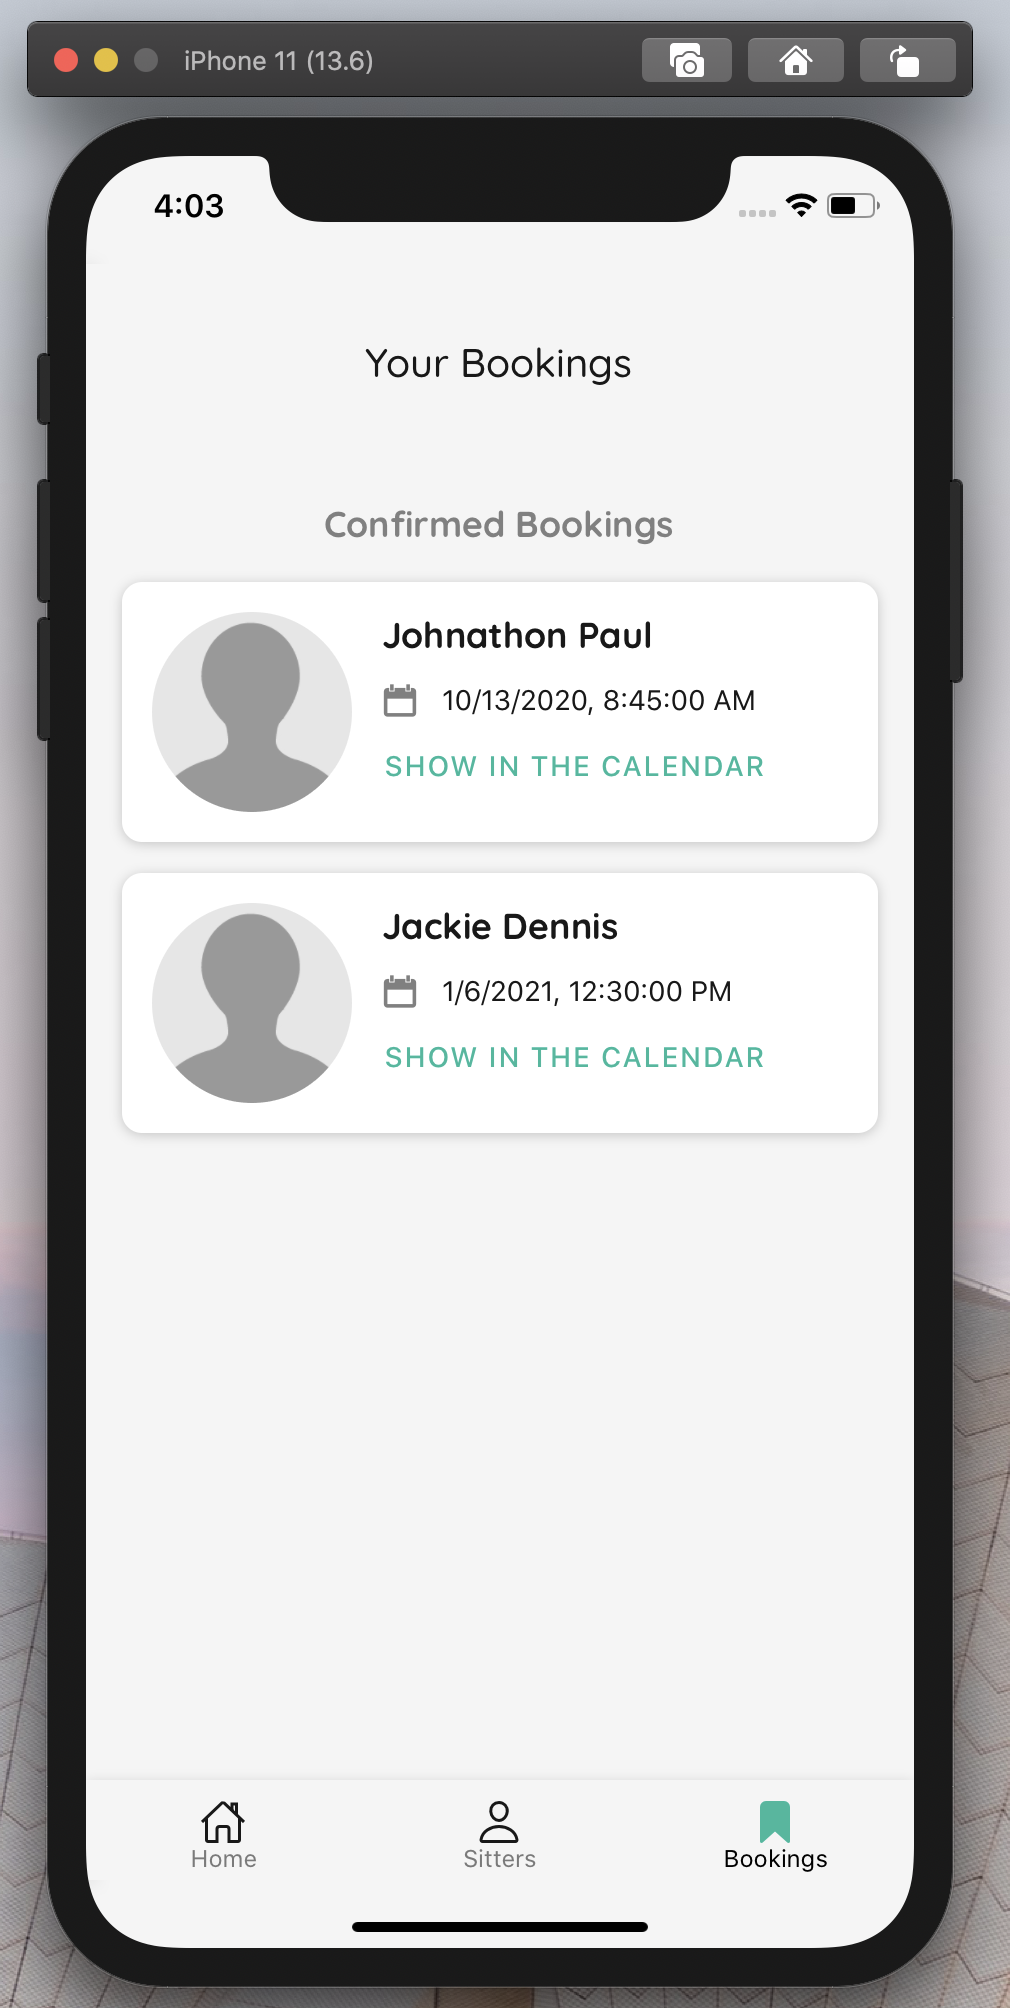 iPhone 11 (13.6)
4:03
Your Bookings
Confirmed Bookings
Johnathon Paul
10/13/2020, 8:45:00 AM
SHOW IN THE CALENDAR
Jackie Dennis
1/6/2021, 12:30:00 PM
SHOW IN THE CALENDAR
Home Sitters Bookings